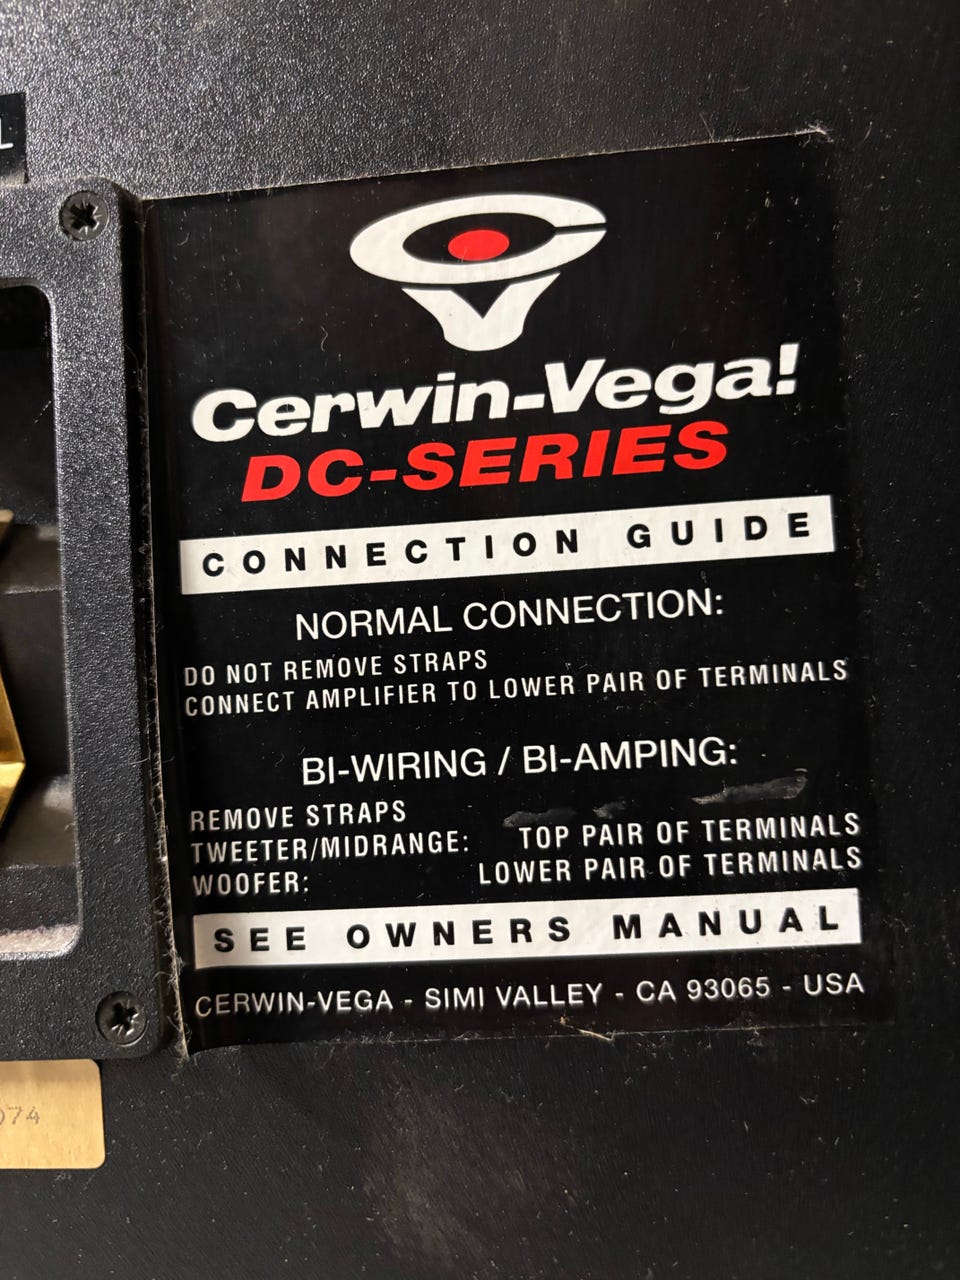 L
Cerwin-Vega!
DC-SERIES
CONNECTION GUIDE
NORMAL CONNECTION:
DO NOT REMOVE STRAPS
CONNECT AMPLIFIER TO LOWER PAIR OF TERMINALS
BI-WIRING / BI-AMPING:
REMOVE STRAPS
TWEETER/MIDRANGE: TOP PAIR OF TERMINALS
WOOFER: LOWER PAIR OF TERMINALS
SEE OWNERS MANUAL
CERWIN-VEGA - SIMI VALLEY - CA 93065 - USA
074